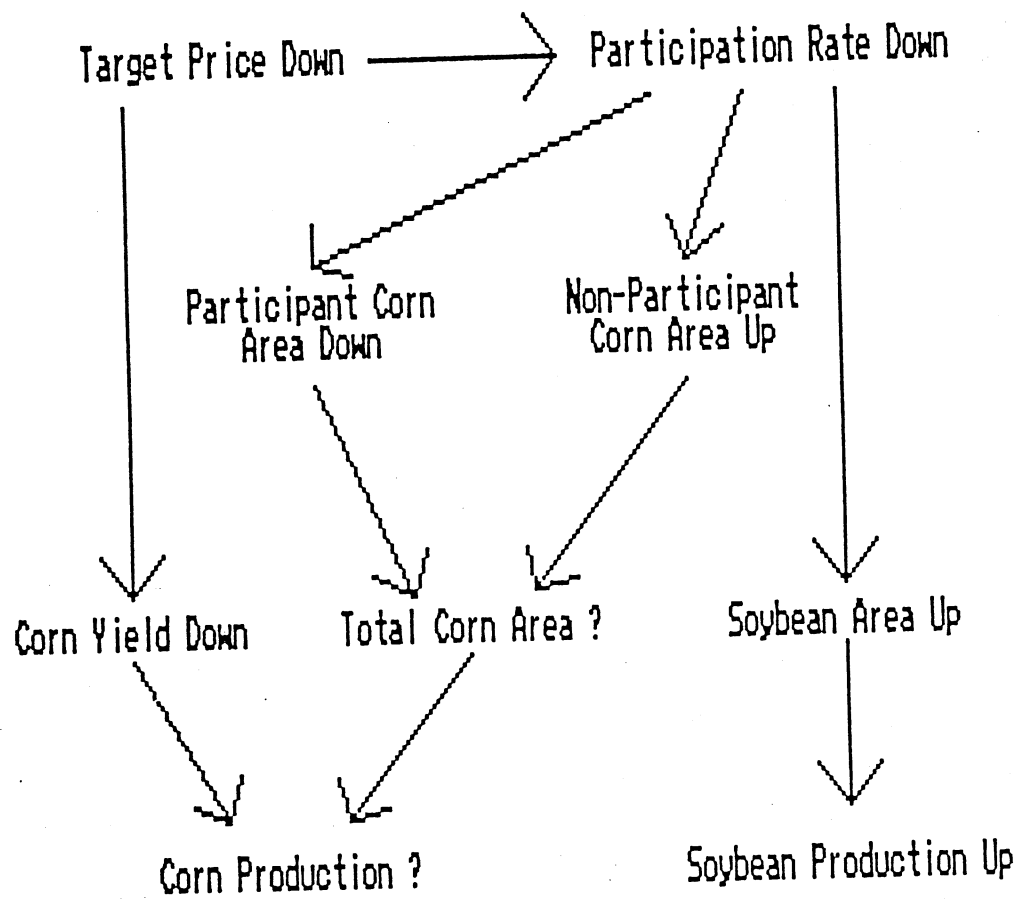 Target Price Down
Participation Rate Down
Participant Corn
Area Down
Non-Participant
Corn Area Up
Corn Yield Down
Total Corn Area ?
Soybean Area Up
Corn Production ?
Soybean Production Up